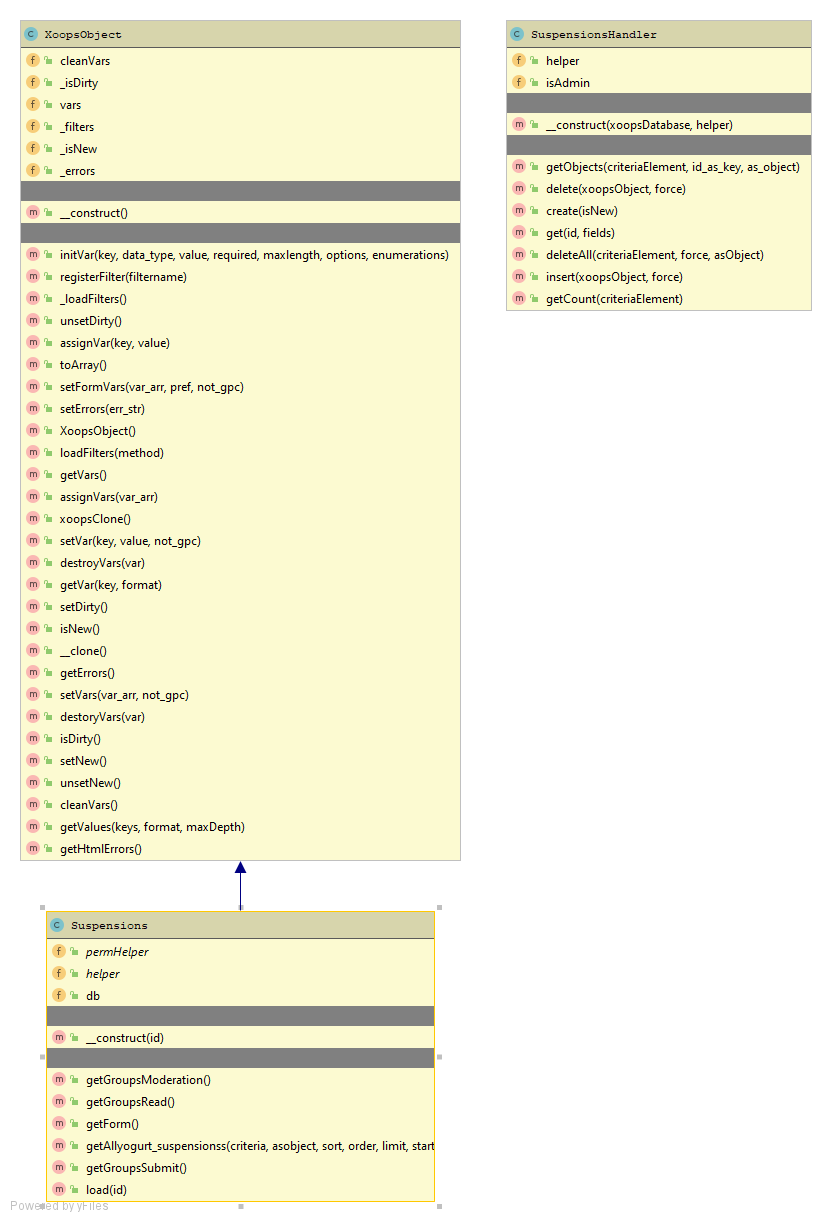 XoopsObject
cleanVars
_isDirty
vars
_filters
_isNew
_errors
__construct()
initVar(key, data_type, value, required, maxlength, options, enumerations)
registerFilter(filtername)
_loadFilters()
unsetDirty()
assignVar(key, value)
toArray()
setFormVars(var_arr, pref, not_gpc)
setErrors(err_str)
XoopsObject()
loadFilters(method)
getVars()
assignVars(var_arr)
xoopsClone()
setVar(key, value, not_gpc)
destroyVars(var)
getVar(key, format)
setDirty()
isNew()
__clone()
getErrors()
setVars(var_arr, not_gpc)
destoryVars(var)
isDirty()
setNew()
unsetNew()
cleanVars()
getValues(keys, format, maxDepth)
getHtmlErrors()
SuspensionsHandler
helper
isAdmin
__construct(xoopsDatabase, helper)
getObjects(criteriaElement, id_as_key, as_object)
delete(xoopsObject, force)
create(isNew)
get(id, fields)
deleteAll(criteriaElement, force, asObject)
insert(xoopsObject, force)
getCount(criteriaElement)
Suspensions
permHelper
helper
db
__construct(id)
getGroupsModeration()
getGroupsRead()
getForm()
getAllyogurt_suspensionss(criteria, asobject, sort, order, limit, start
getGroupsSubmit()
load(id)
Powered by yFiles